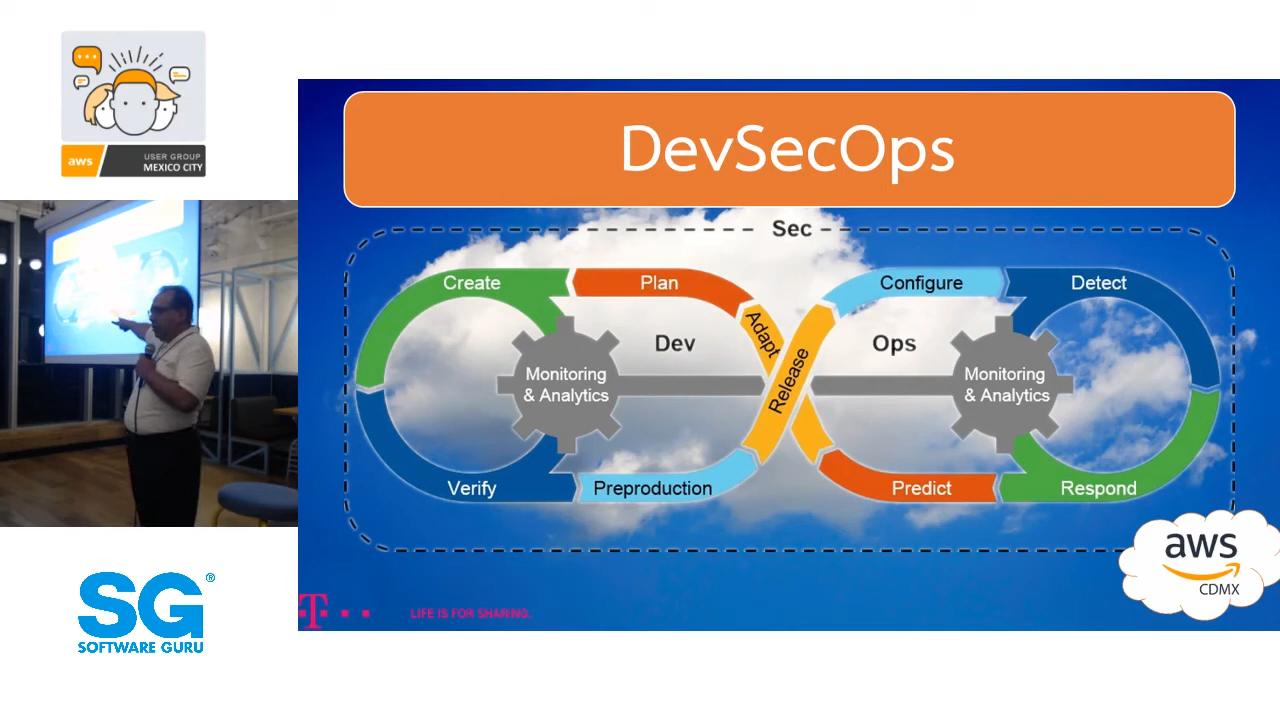 aws
USER GROUP
MEXICO CITY
DevSecOps
Sec
Create
Plan
Configure
Detect
Adapt
Dev
Ops
Release
Monitoring
& Analytics
Monitoring
& Analytics
Verify
Preproduction
Predict
Respond
aws
CDMX
T
LIFE IS FOR SHARING.
SG®
SOFTWARE GURU